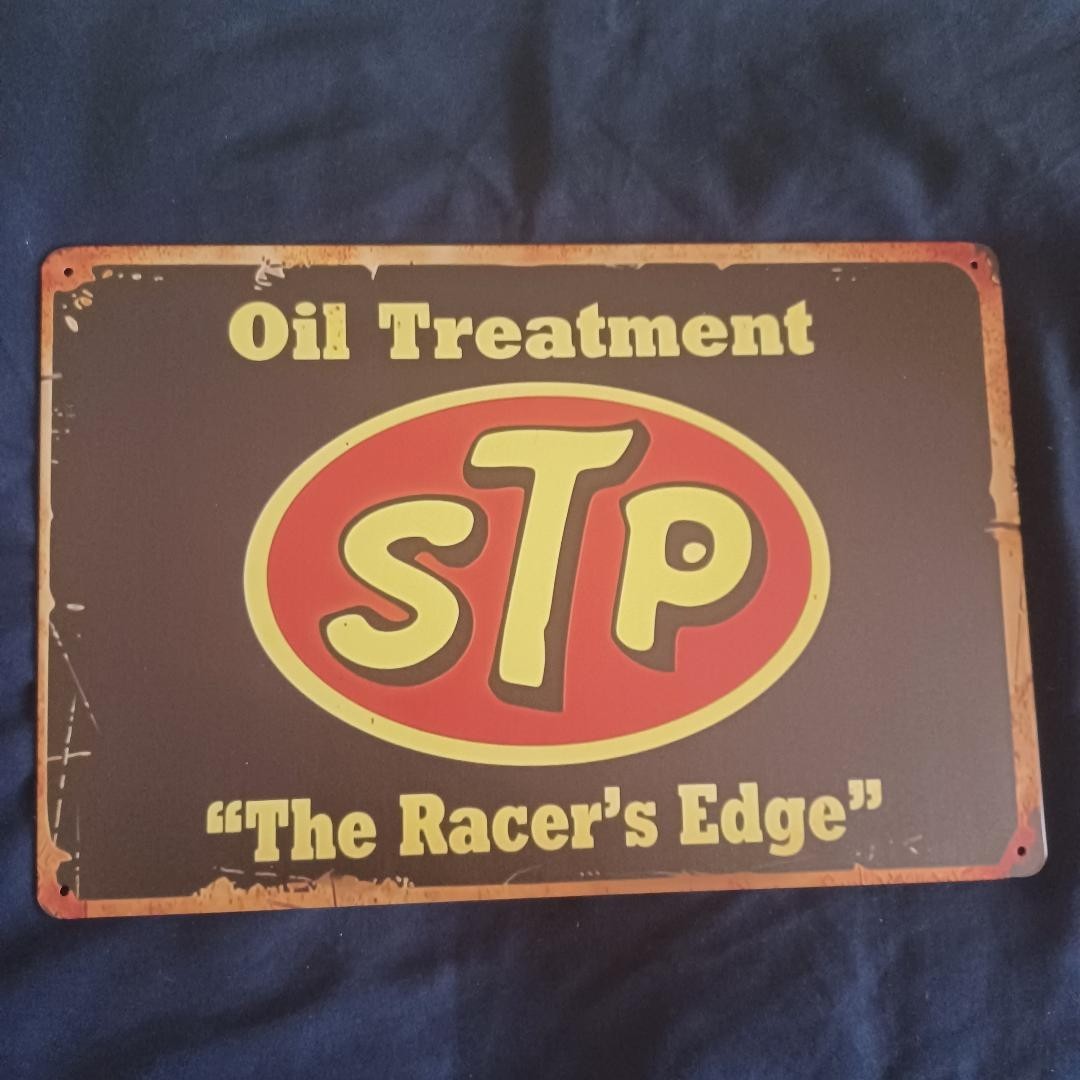 Oil Treatment
STP
“The Racer’s Edge”